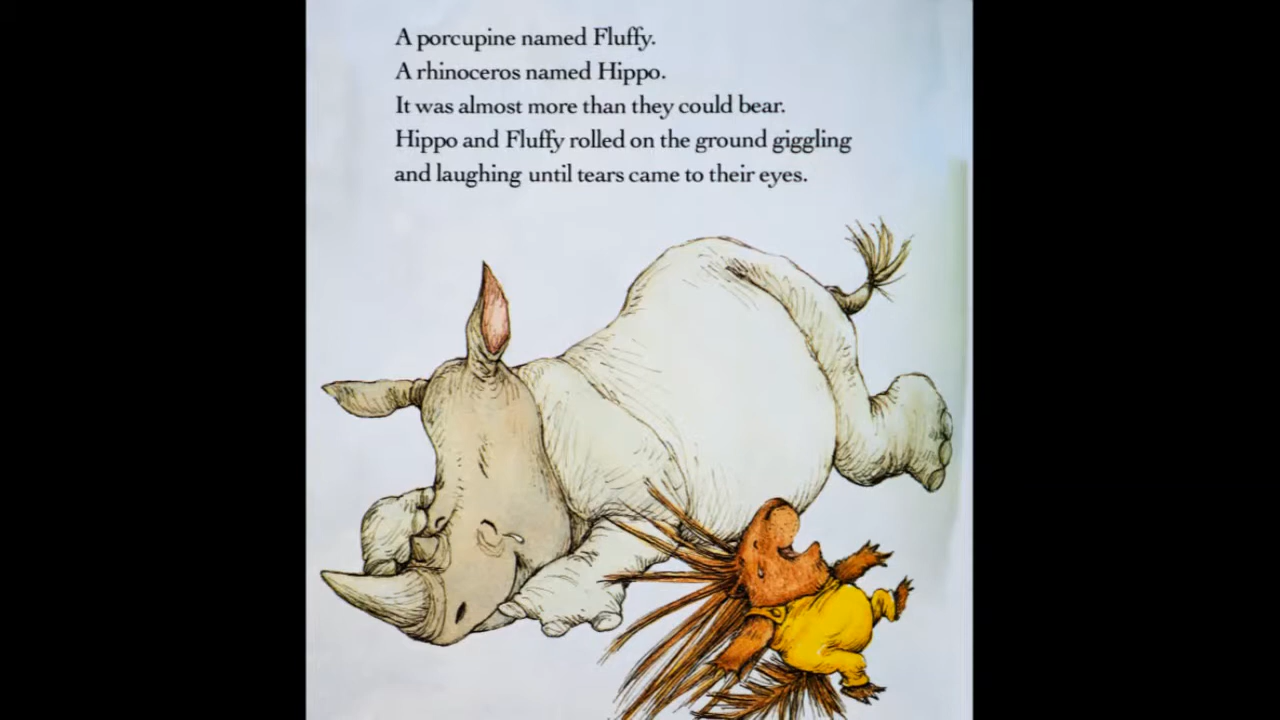 A porcupine named Fluffy.
A rhinoceros named Hippo.
It was almost more than they could bear.
Hippo and Fluffy rolled on the ground giggling
and laughing until tears came to their eyes.